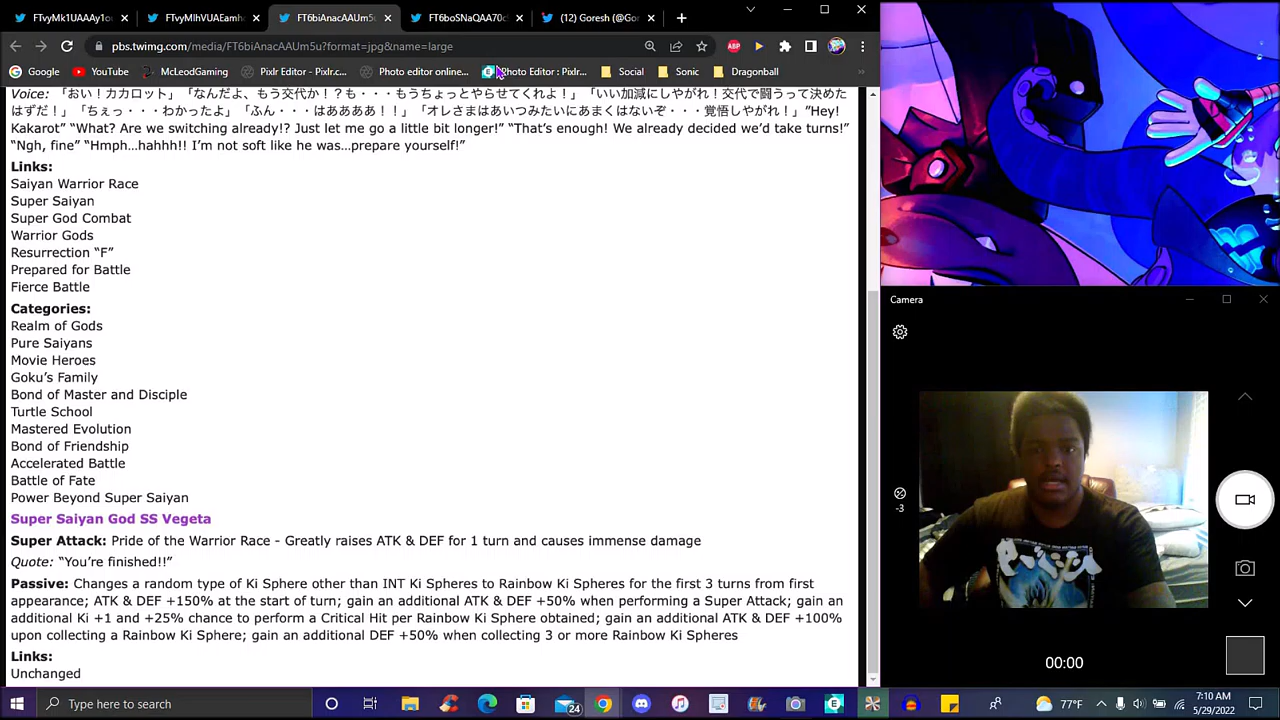 FTvyMk1UAAAy1ou
FTvyMlhVUAEamh
FT6biAnacAAUm5
FT6boSNaQAA70c
(12) Goresh (@Gor
pbs.twimg.com/media/FT6biAnacAAUm5u?format=jpg&name=large
Google
YouTube
McLeodGaming
Pixlr Editor - Pixlr.c...
Photo editor online...
Photo Editor : Pixlr...
Social
Sonic
Dragonball
»
Voice: 「おい！カカロット」「なんだよ、もう交代か！？も・・・もうちょっとやらせてくれよ！」「いい加減にしやがれ！交代で闘うって決めた
はずだ！」「ちぇっ・・・わかったよ」「ふん・・・はああああ！！」「オレさまはあいつみたいにあまくはないぞ・・・覚悟しやがれ！」"Hey!
Kakarot" "What? Are we switching already!? Just let me go a little bit longer!" "That's enough! We already decided we'd take turns!"
"Ngh, fine" "Hmph…hahhh!! I'm not soft like he was…prepare yourself!"
Links:
Saiyan Warrior Race
Super Saiyan
Super God Combat
Warrior Gods
Resurrection "F"
Prepared for Battle
Fierce Battle
Categories:
Realm of Gods
Pure Saiyans
Movie Heroes
Goku's Family
Bond of Master and Disciple
Turtle School
Mastered Evolution
Bond of Friendship
Accelerated Battle
Battle of Fate
Power Beyond Super Saiyan
Super Saiyan God SS Vegeta
Super Attack: Pride of the Warrior Race - Greatly raises ATK & DEF for 1 turn and causes immense damage
Quote: "You're finished!!"
Passive: Changes a random type of Ki Sphere other than INT Ki Spheres to Rainbow Ki Spheres for the first 3 turns from first
appearance; ATK & DEF +150% at the start of turn; gain an additional ATK & DEF +50% when performing a Super Attack; gain an
additional Ki +1 and +25% chance to perform a Critical Hit per Rainbow Ki Sphere obtained; gain an additional ATK & DEF +100%
upon collecting a Rainbow Ki Sphere; gain an additional DEF +50% when collecting 3 or more Rainbow Ki Spheres
Links:
Unchanged
Camera
-3
00:00
Type here to search
24
77°F
7:10 AM
5/29/2022